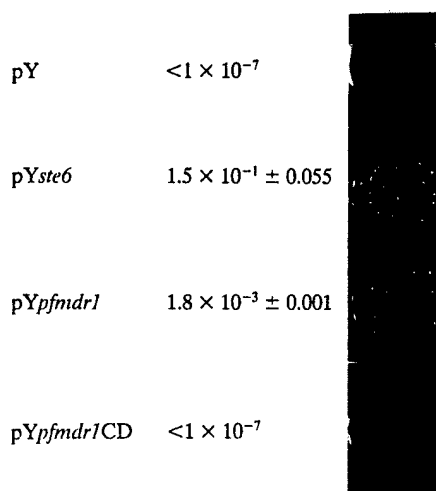 pY <1 × 10⁻⁷
pYste6 1.5 × 10⁻¹ ± 0.055
pYpfmdr1 1.8 × 10⁻³ ± 0.001
pYpfmdr1CD <1 × 10⁻⁷